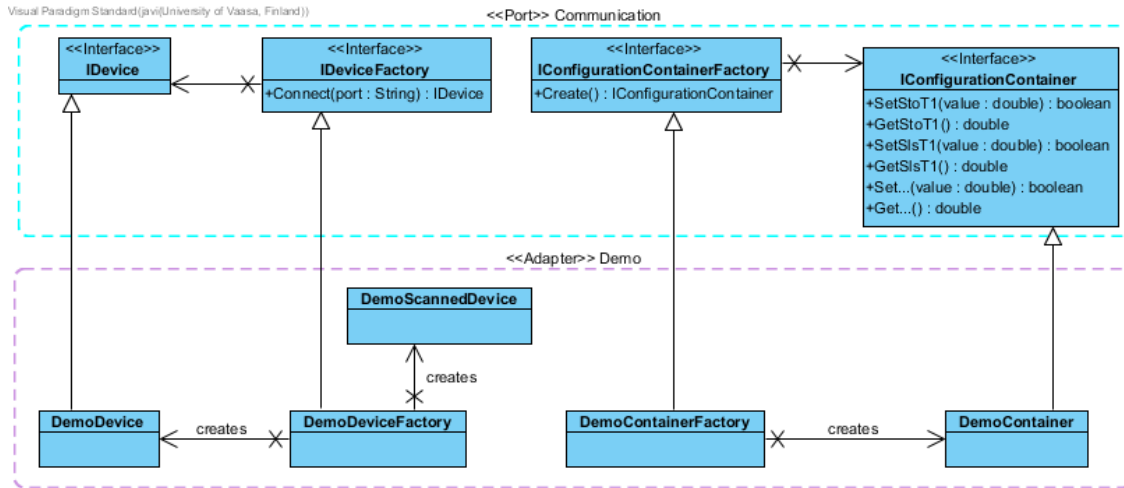 Visual Paradigm Standard(javi(University of Vaasa, Finland))
<<Port>> Communication
<<Interface>>
IDevice
<<Interface>>
IDeviceFactory
+Connect(port : String) : IDevice
<<Interface>>
IConfigurationContainerFactory
+Create() : IConfigurationContainer
<<Interface>>
IConfigurationContainer
+SetStoT1(value : double) : boolean
+GetStoT1() : double
+SetSlsT1(value : double) : boolean
+GetSlsT1() : double
+Set...(value : double) : boolean
+Get...() : double
<<Adapter>> Demo
DemoScannedDevice
creates
DemoDevice
creates
DemoDeviceFactory
DemoContainerFactory
creates
DemoContainer